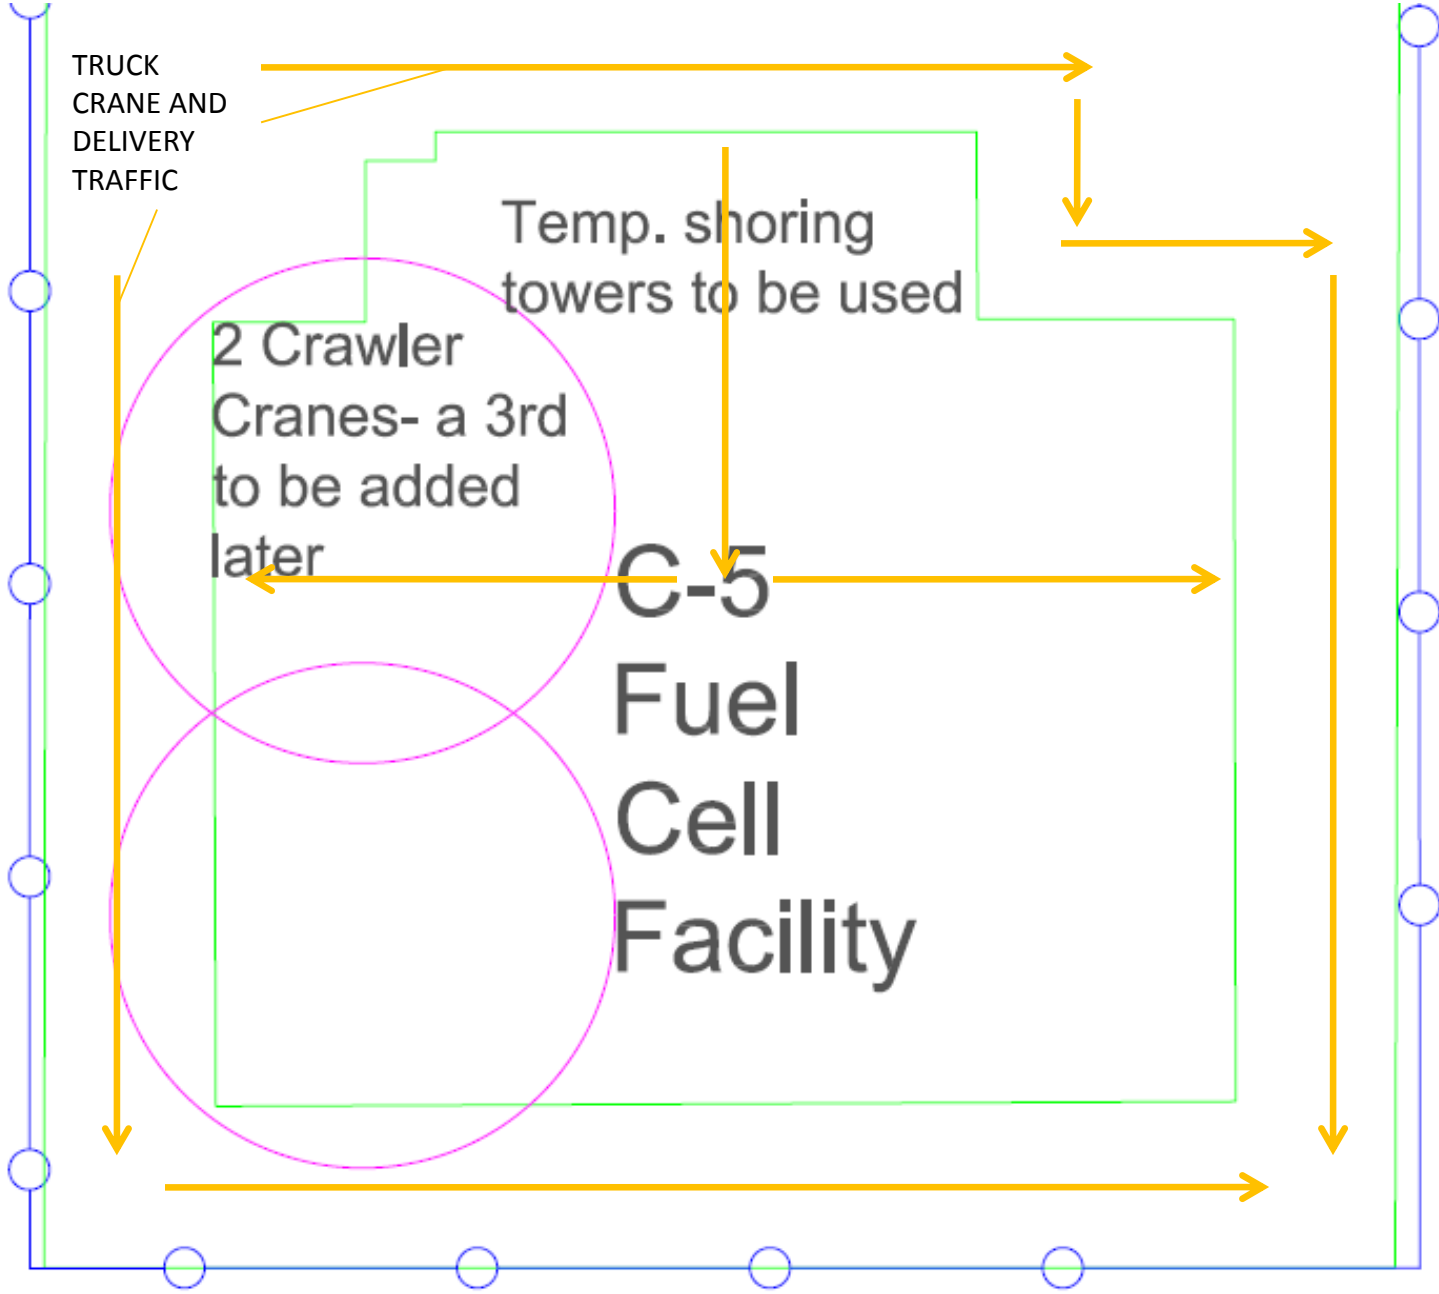 TRUCK
CRANE AND
DELIVERY
TRAFFIC
Temp. shoring
towers to be used
2 Crawler
Cranes- a 3rd
to be added
later
C-5
Fuel
Cell
Facility